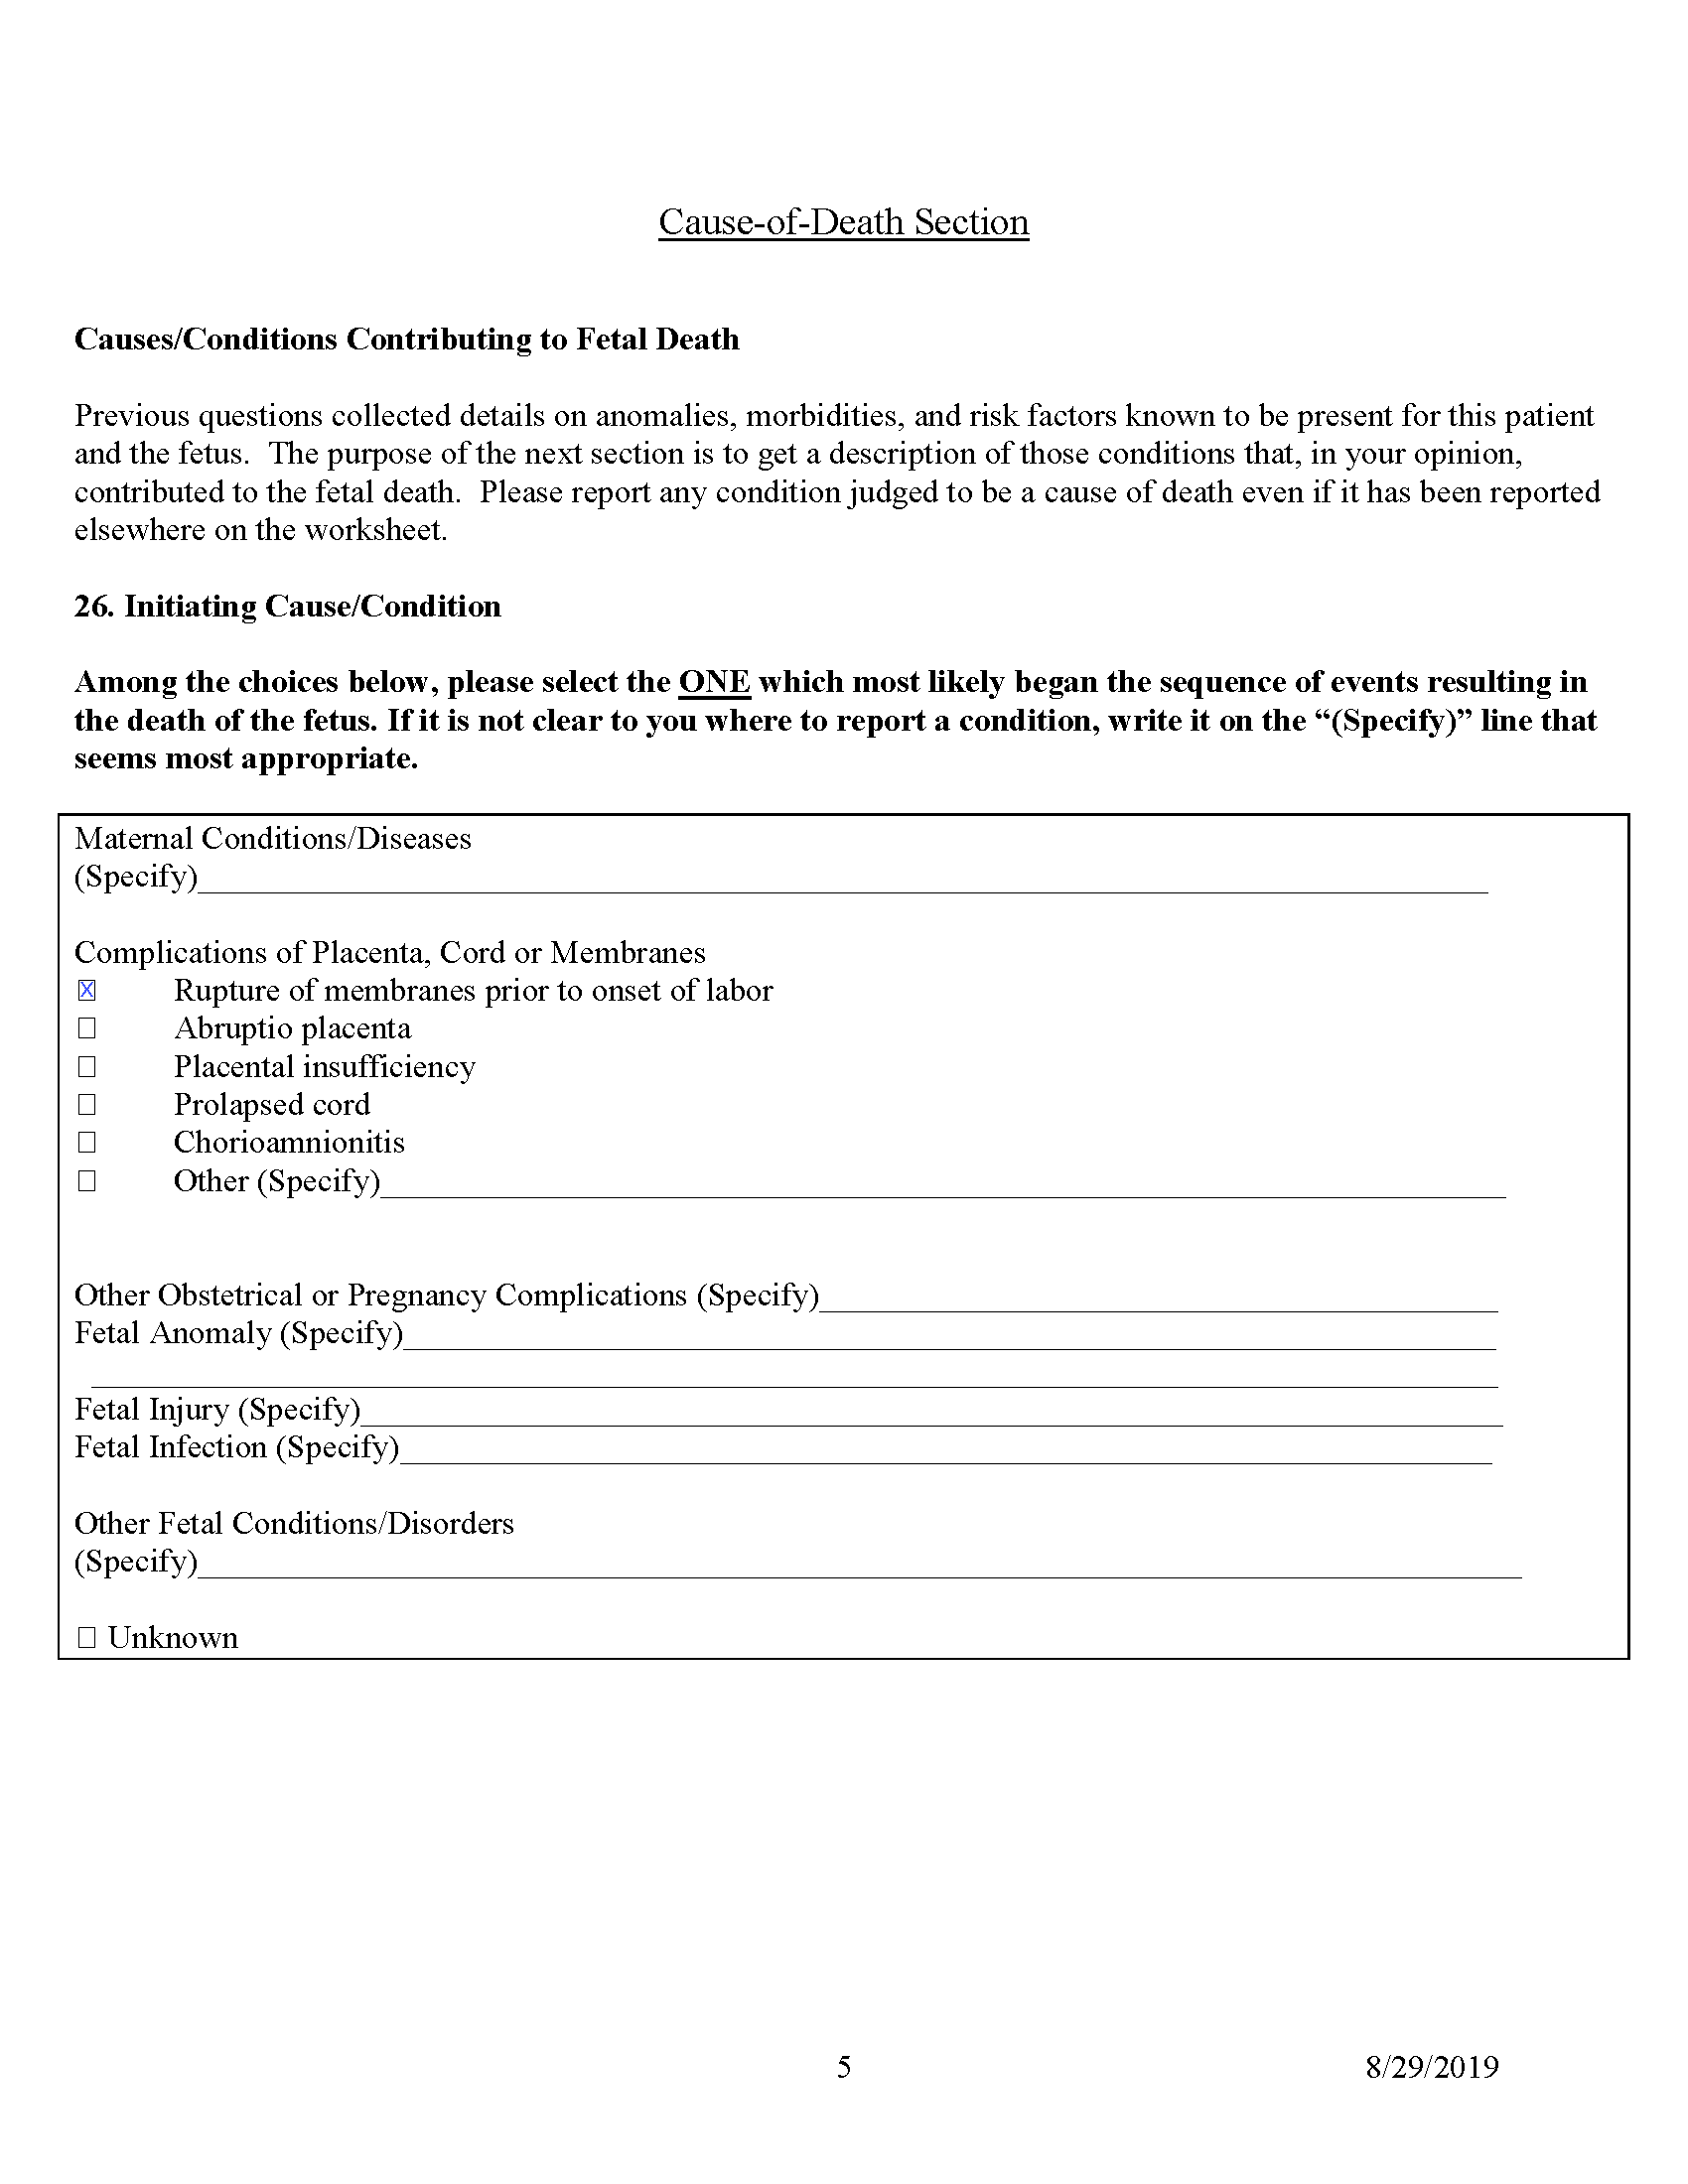 Cause-of-Death Section
Causes/Conditions Contributing to Fetal Death
Previous questions collected details on anomalies, morbidities, and risk factors known to be present for this patient
and the fetus.  The purpose of the next section is to get a description of those conditions that, in your opinion,
contributed to the fetal death.  Please report any condition judged to be a cause of death even if it has been reported
elsewhere on the worksheet.
26. Initiating Cause/Condition
Among the choices below, please select the ONE which most likely began the sequence of events resulting in
the death of the fetus. If it is not clear to you where to report a condition, write it on the “(Specify)” line that
seems most appropriate.
Maternal Conditions/Diseases
(Specify)
Complications of Placenta, Cord or Membranes
☒ Rupture of membranes prior to onset of labor
☐ Abruptio placenta
☐ Placental insufficiency
☐ Prolapsed cord
☐ Chorioamnionitis
☐ Other (Specify)
Other Obstetrical or Pregnancy Complications (Specify)
Fetal Anomaly (Specify)
Fetal Injury (Specify)
Fetal Infection (Specify)
Other Fetal Conditions/Disorders
(Specify)
☐ Unknown
5 8/29/2019